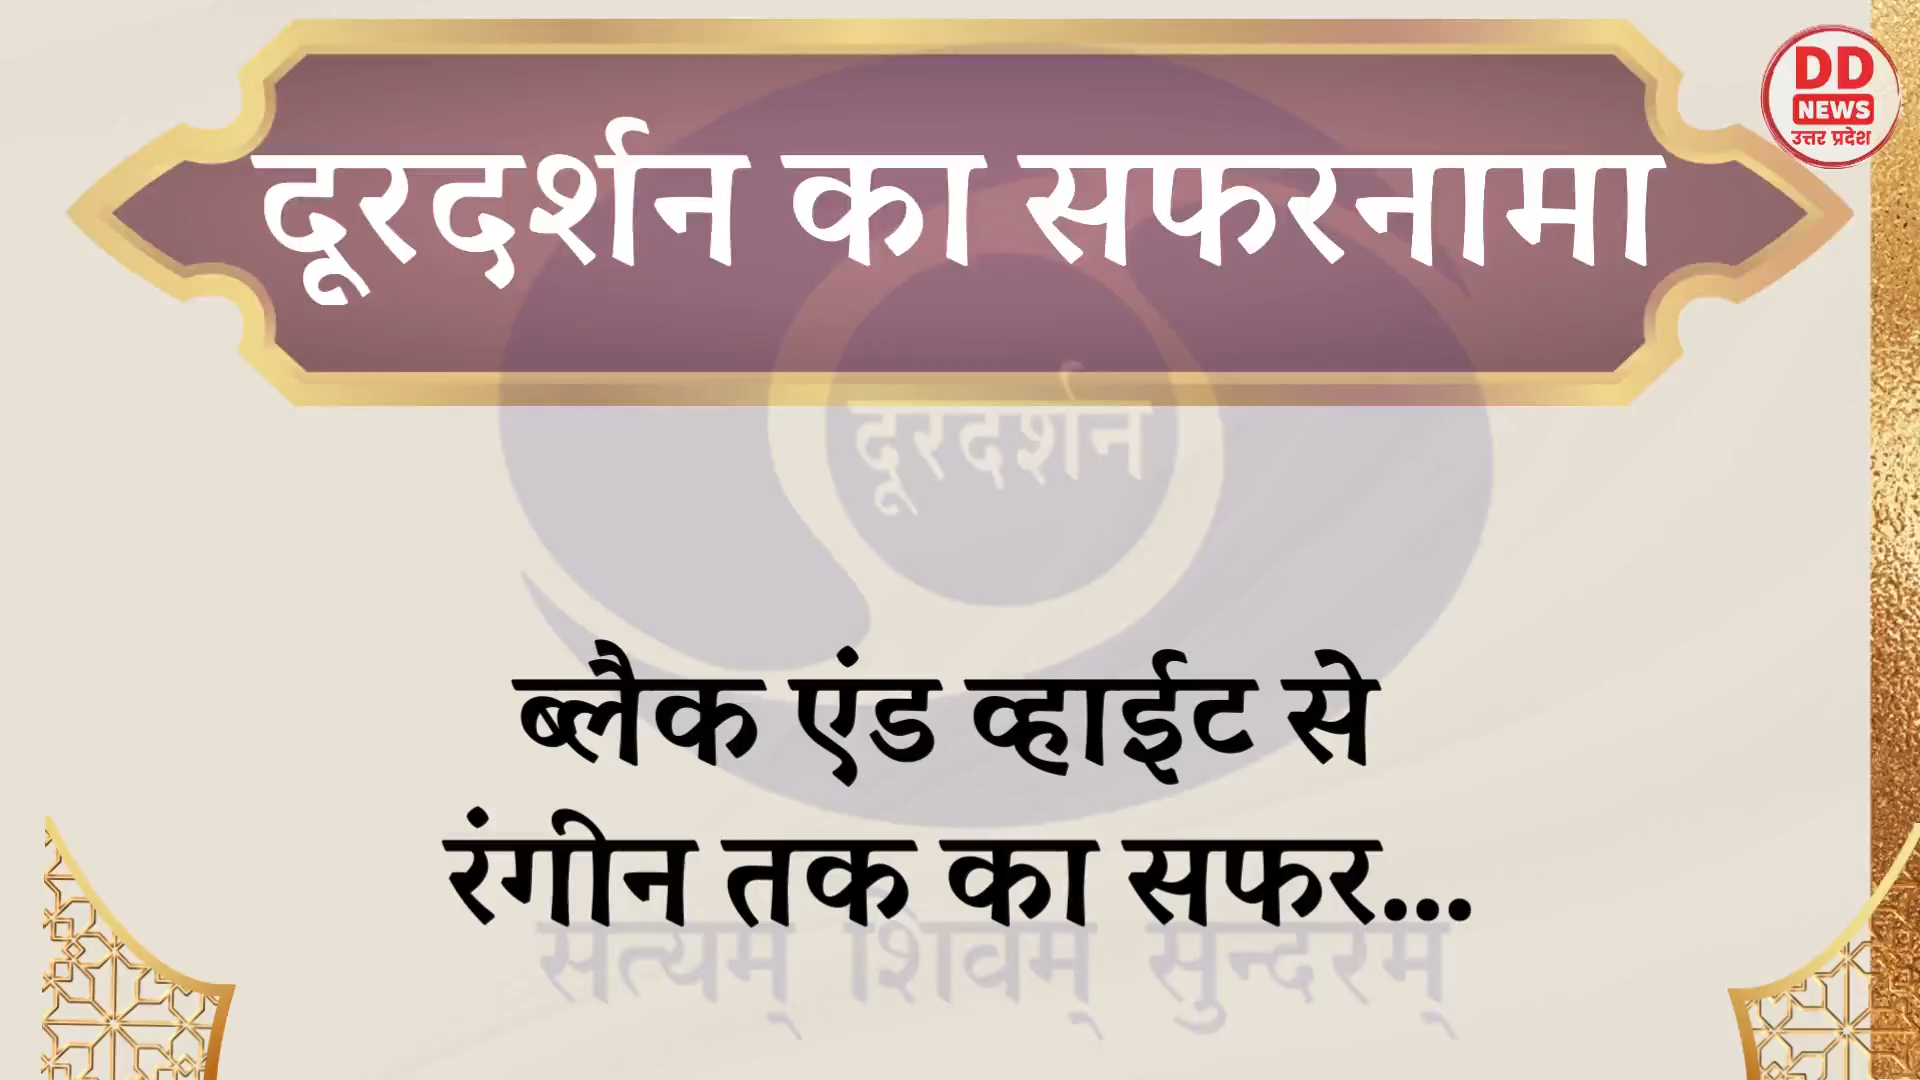 DD
NEWS
उत्तर प्रदेश
दूरदर्शन का सफरनामा
दूरदर्शन
ब्लैक एंड व्हाईट से
रंगीन तक का सफर...
सत्यम् शिवम् सुन्दरम्